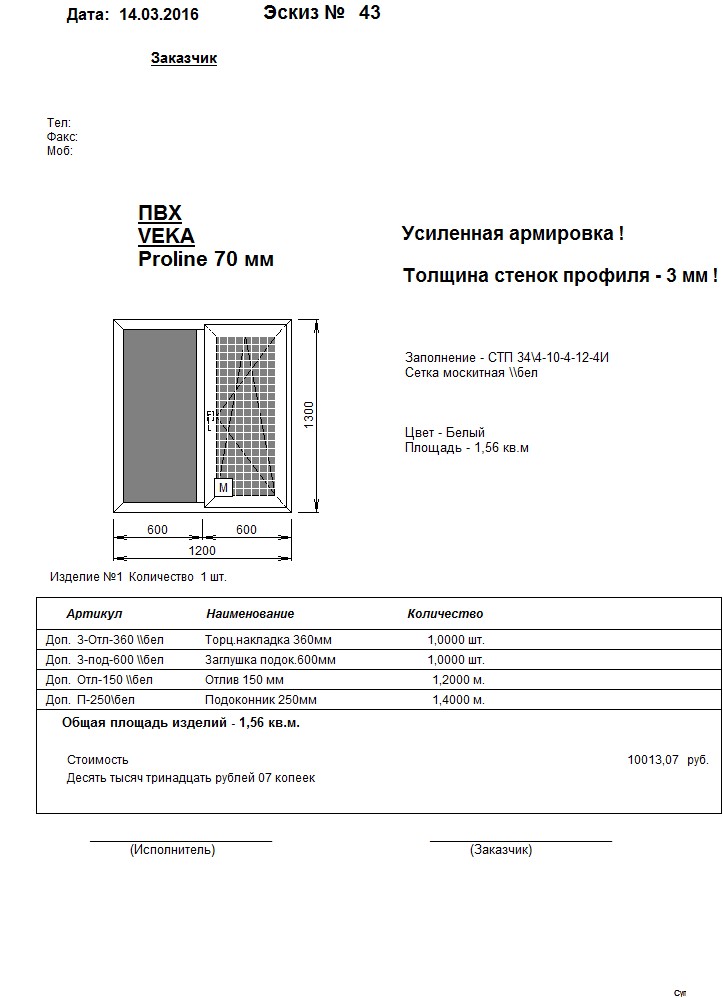 Дата: 14.03.2016 Эскиз № 43
Заказчик
Тел:
Факс:
Моб:
ПВХ
VEKA
Proline 70 мм
Усиленная армировка !
Толщина стенок профиля - 3 мм !
Заполнение - СТП 34\4-10-4-12-4И
Сетка москитная \\бел
Цвет - Белый
Площадь - 1,56 кв.м
1300
М
600 600
1200
Изделие №1 Количество 1 шт.
Артикул Наименование Количество
Доп. З-Отл-360 \\бел Торц.накладка 360мм 1,0000 шт.
Доп. З-под-600 \\бел Заглушка подок.600мм 1,0000 шт.
Доп. Отл-150 \\бел Отлив 150 мм 1,2000 м.
Доп. П-250\бел Подоконник 250мм 1,4000 м.
Общая площадь изделий - 1,56 кв.м.
Стоимость 10013,07 руб.
Десять тысяч тринадцать рублей 07 копеек
(Исполнитель) (Заказчик)